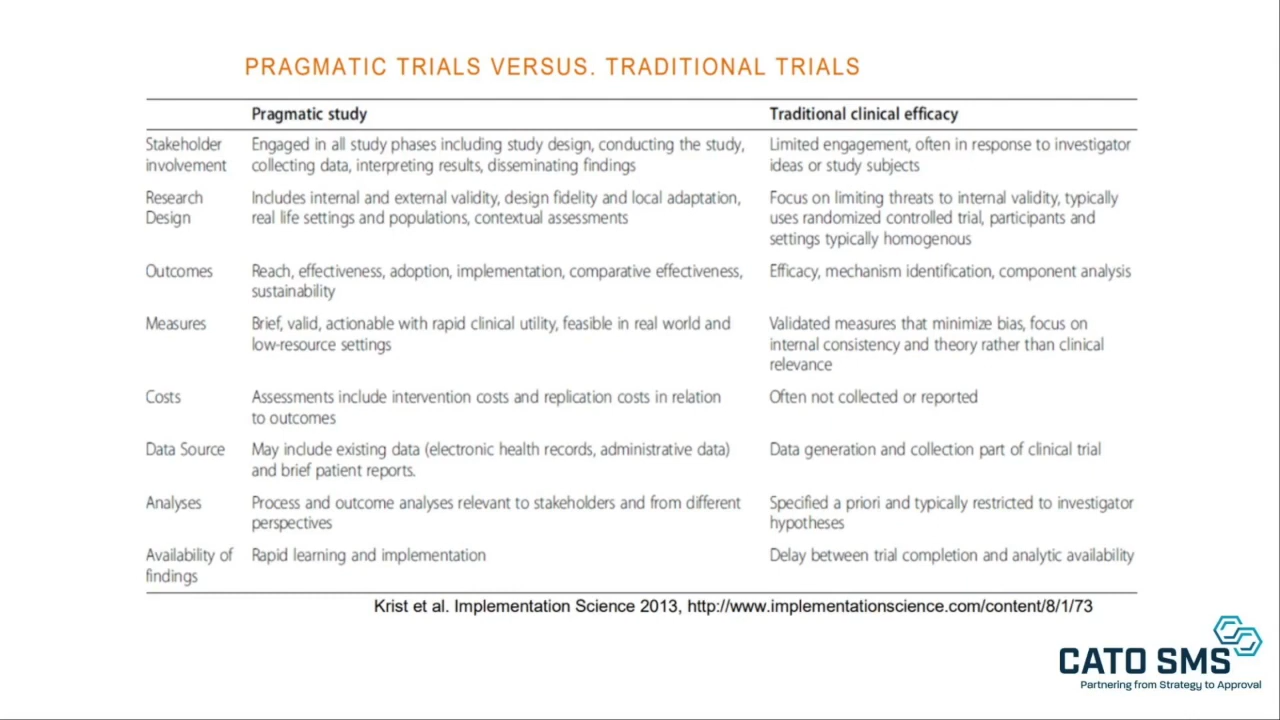 PRAGMATIC TRIALS VERSUS. TRADITIONAL TRIALS
Pragmatic study
Traditional clinical efficacy
Stakeholder
involvement
Engaged in all study phases including study design, conducting the study,
collecting data, interpreting results, disseminating findings
Limited engagement, often in response to investigator
ideas or study subjects
Research
Design
Includes internal and external validity, design fidelity and local adaptation,
real life settings and populations, contextual assessments
Focus on limiting threats to internal validity, typically
uses randomized controlled trial, participants and
settings typically homogenous
Outcomes
Reach, effectiveness, adoption, implementation, comparative effectiveness,
sustainability
Efficacy, mechanism identification, component analysis
Measures
Brief, valid, actionable with rapid clinical utility, feasible in real world and
low-resource settings
Validated measures that minimize bias, focus on
internal consistency and theory rather than clinical
relevance
Costs
Assessments include intervention costs and replication costs in relation
to outcomes
Often not collected or reported
Data Source
May include existing data (electronic health records, administrative data)
and brief patient reports.
Data generation and collection part of clinical trial
Analyses
Process and outcome analyses relevant to stakeholders and from different
perspectives
Specified a priori and typically restricted to investigator
hypotheses
Availability of
findings
Rapid learning and implementation
Delay between trial completion and analytic availability
Krist et al. Implementation Science 2013, http://www.implementationscience.com/content/8/1/73
CATO SMS
Partnering from Strategy to Approval